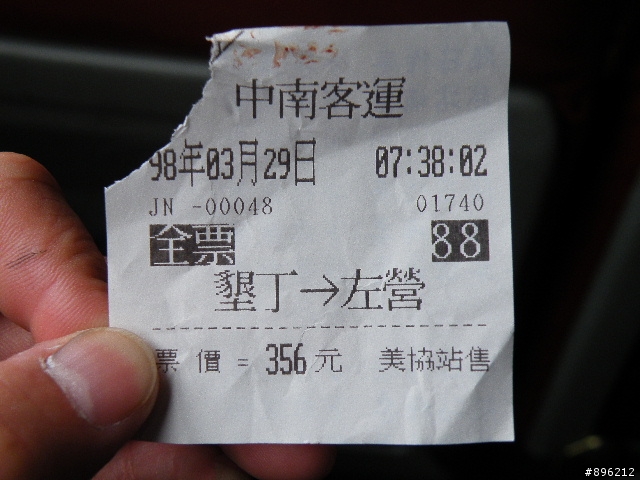 中南客運
98年03月29日 07:38:02
JN -00048 01740
全票 88
墾丁→左營
票價 = 356元 美協站售
#896212